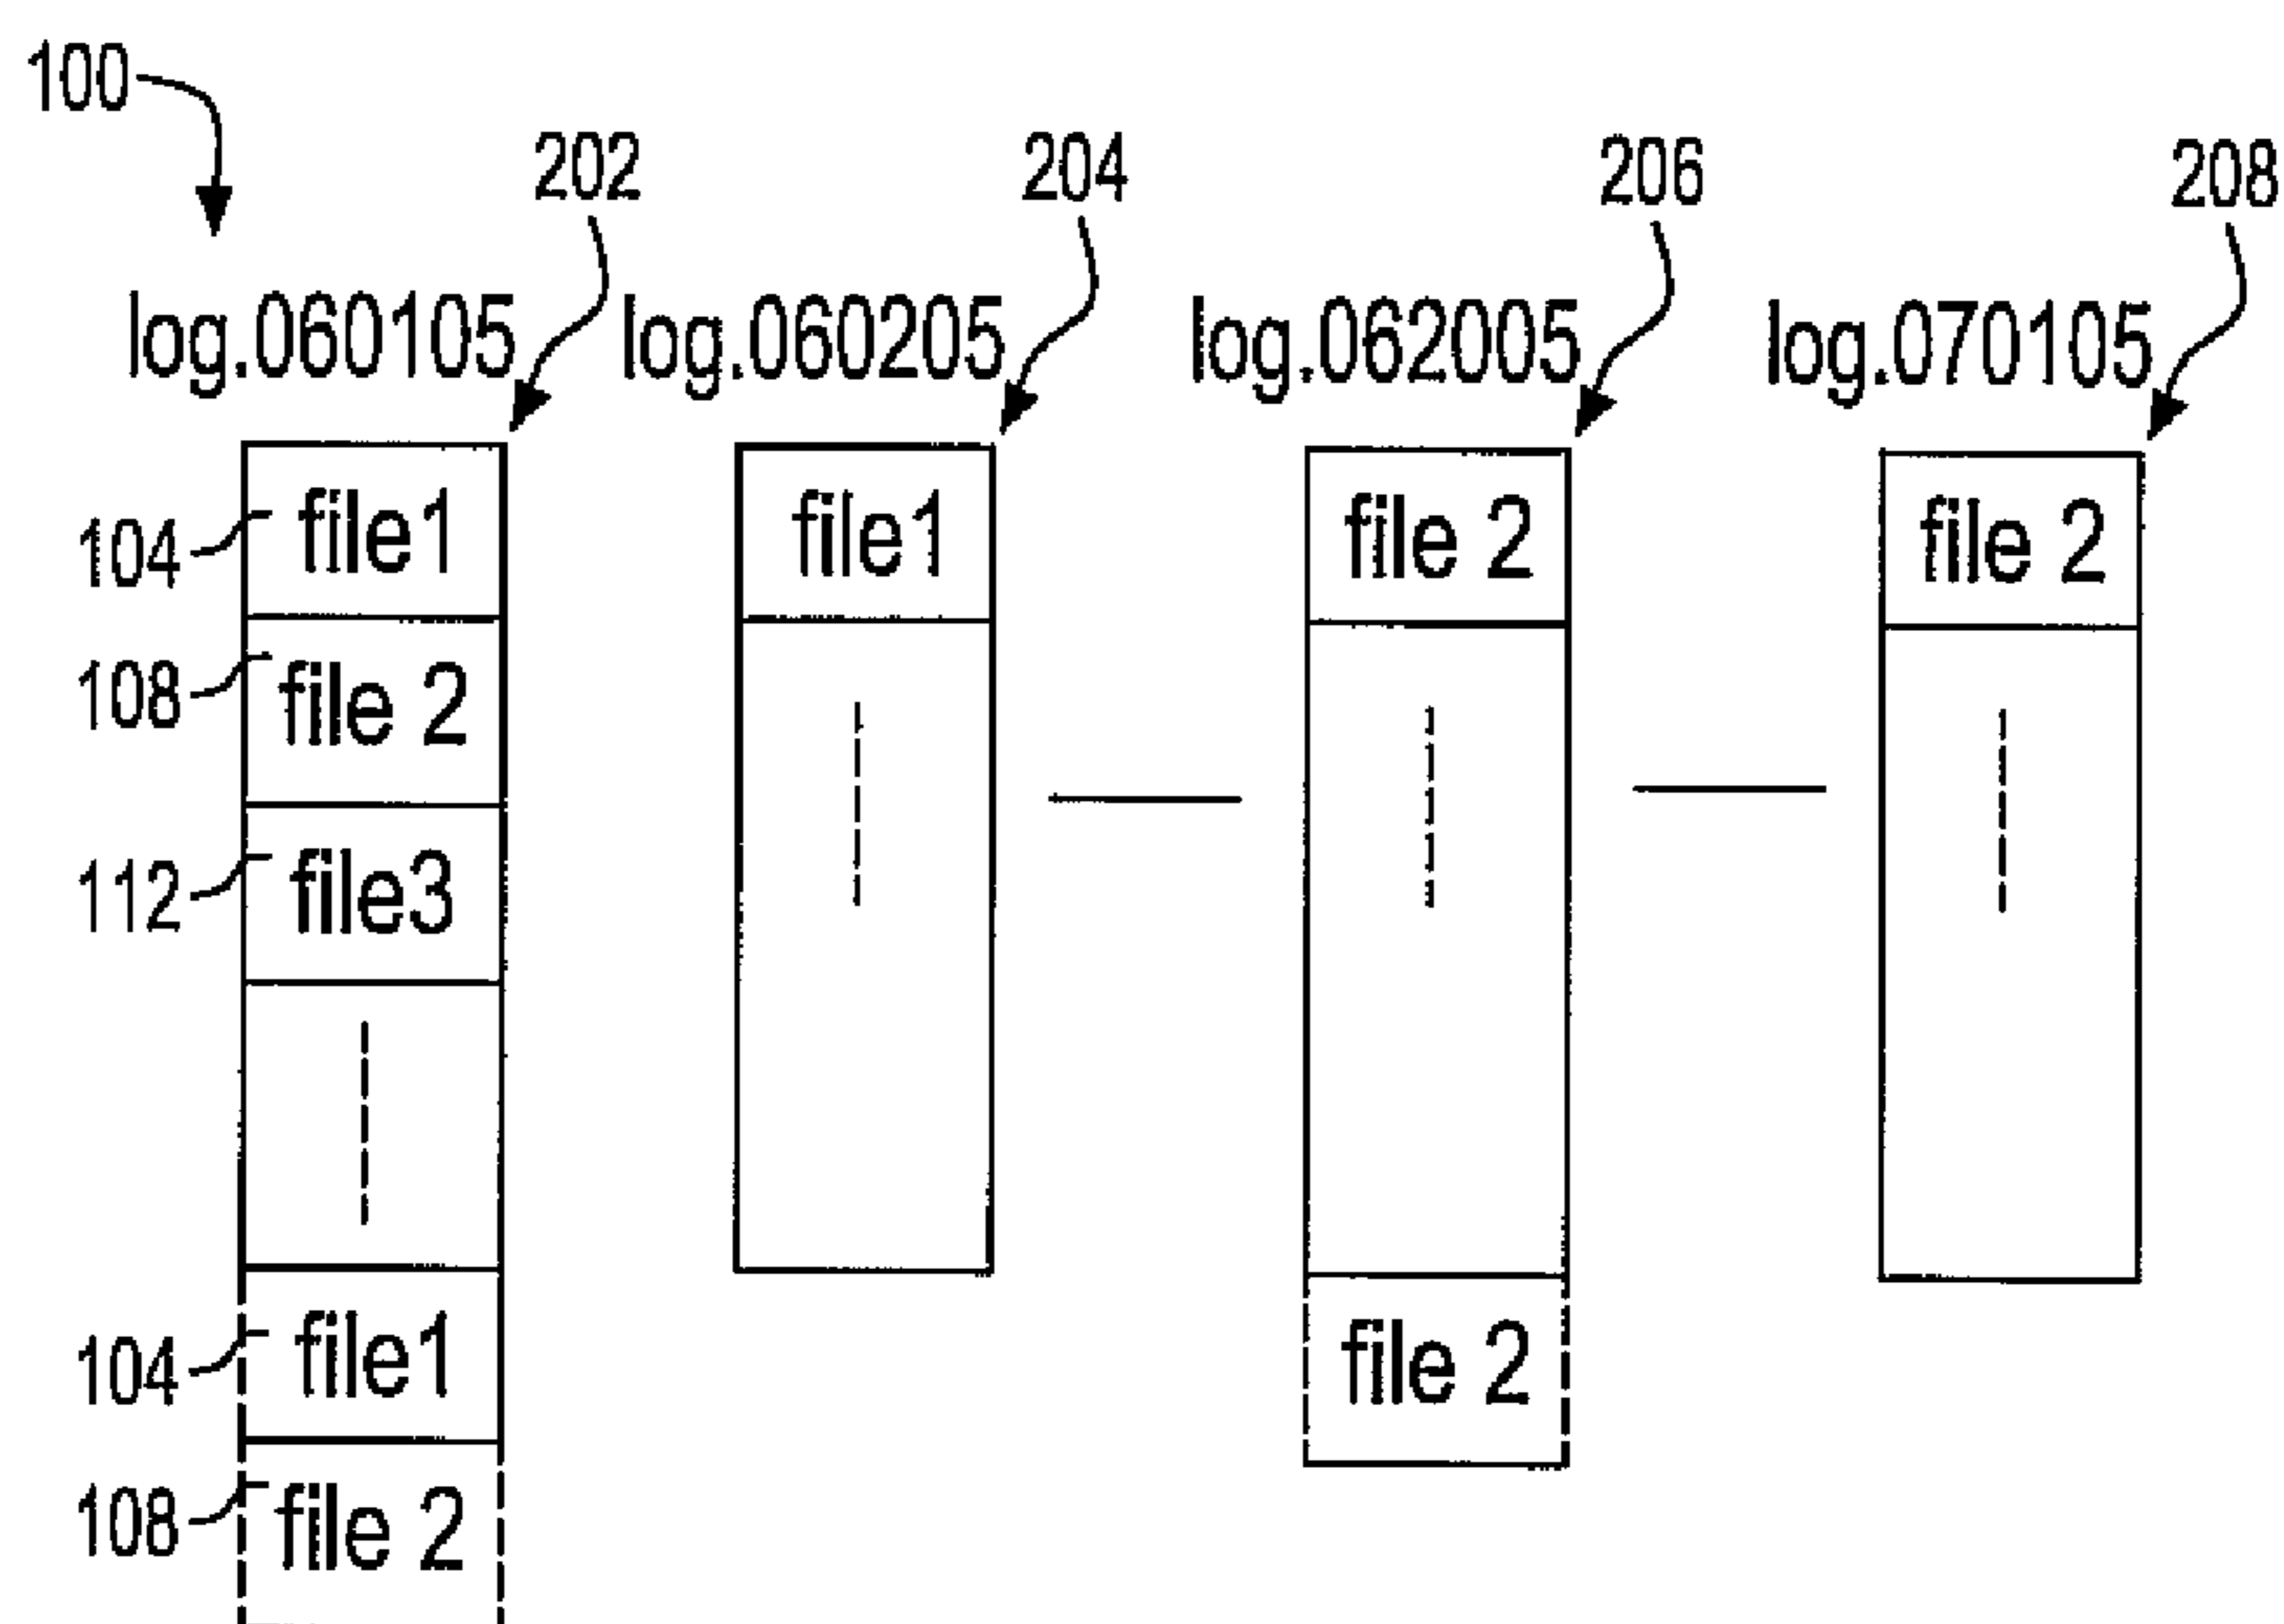 100
202 204 206 208
log.060105 log.060205 log.062005 log.070105
104 file1 file1 file 2 file 2
108 file 2
112 file3
104 file1 file 2
108 file 2